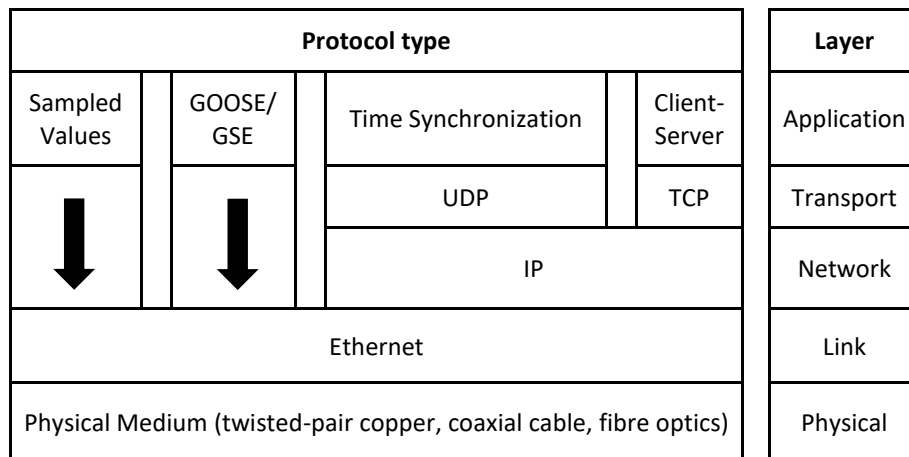 Protocol type
Layer
Sampled
Values
GOOSE/
GSE
Time Synchronization
Client-
Server
Application
UDP
TCP
Transport
IP
Network
Ethernet
Link
Physical Medium (twisted-pair copper, coaxial cable, fibre optics)
Physical